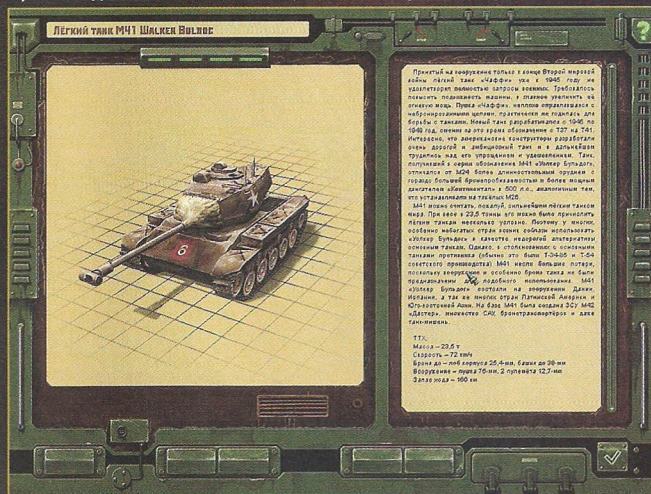 Лёгкий танк M41 Walker Buldog
?
6
Принятый на вооружение только в конце Второй мировой
войны лёгкий танк «Чаффи» уже к 1945 году не
удовлетворял полностью запросы военных. Требовалось
повысить подвижность машины, и главное увеличить её
огневую мощь. Пушка «Чаффи», неплохо справлявшаяся с
небронированными целями, практически не годилась для
борьбы с танками. Новый танк разрабатывался с 1946 по
1949 год, сменив за это время обозначение с Т37 на Т41.
Интересно, что американские конструкторы разработали
очень дорогой и амбициозный танк и в дальнейшем
трудились над его упрощением и удешевлением. Танк,
получивший в серии обозначение М41 «Уолкер Бульдог»,
отличался от М24 более длинноствольным орудием с
гораздо большей бронепробиваемостью и более мощным
двигателем «Континентал» в 500 л.с., аналогичным тем,
что устанавливали на тяжёлых М26.
М41 можно считать, пожалуй, сильнейшим лёгким танком
мира. При весе в 23,5 тонны его можно было причислить
лёгким танкам несколько условно. Поэтому у многих,
особенно небогатых стран возник соблазн использовать
«Уолкер Бульдог» в качестве недорогой альтернативы
основным танкам. Однако, в столкновениях с основными
танками противника (обычно это были Т-34-85 и Т-54
советского производства) М41 несли большие потери,
поскольку вооружение и особенно броня танка не были
предназначены для подобного использования. М41
«Уолкер Бульдог» состояли на вооружении Дании,
Испании, а так же многих стран Латинской Америки и
Юго-восточной Азии. На базе М41 была создана ЗСУ М42
«Дастер», множество САУ, бронетранспортёров и даже
танк-мишень.
ТТХ:
Масса – 23,5 т
Скорость – 72 км/ч
Броня до – лоб корпуса 25,4-мм, башня до 38-мм
Вооружение – пушка 76-мм, 2 пулемёта 12,7-мм
Запас хода – 160 км